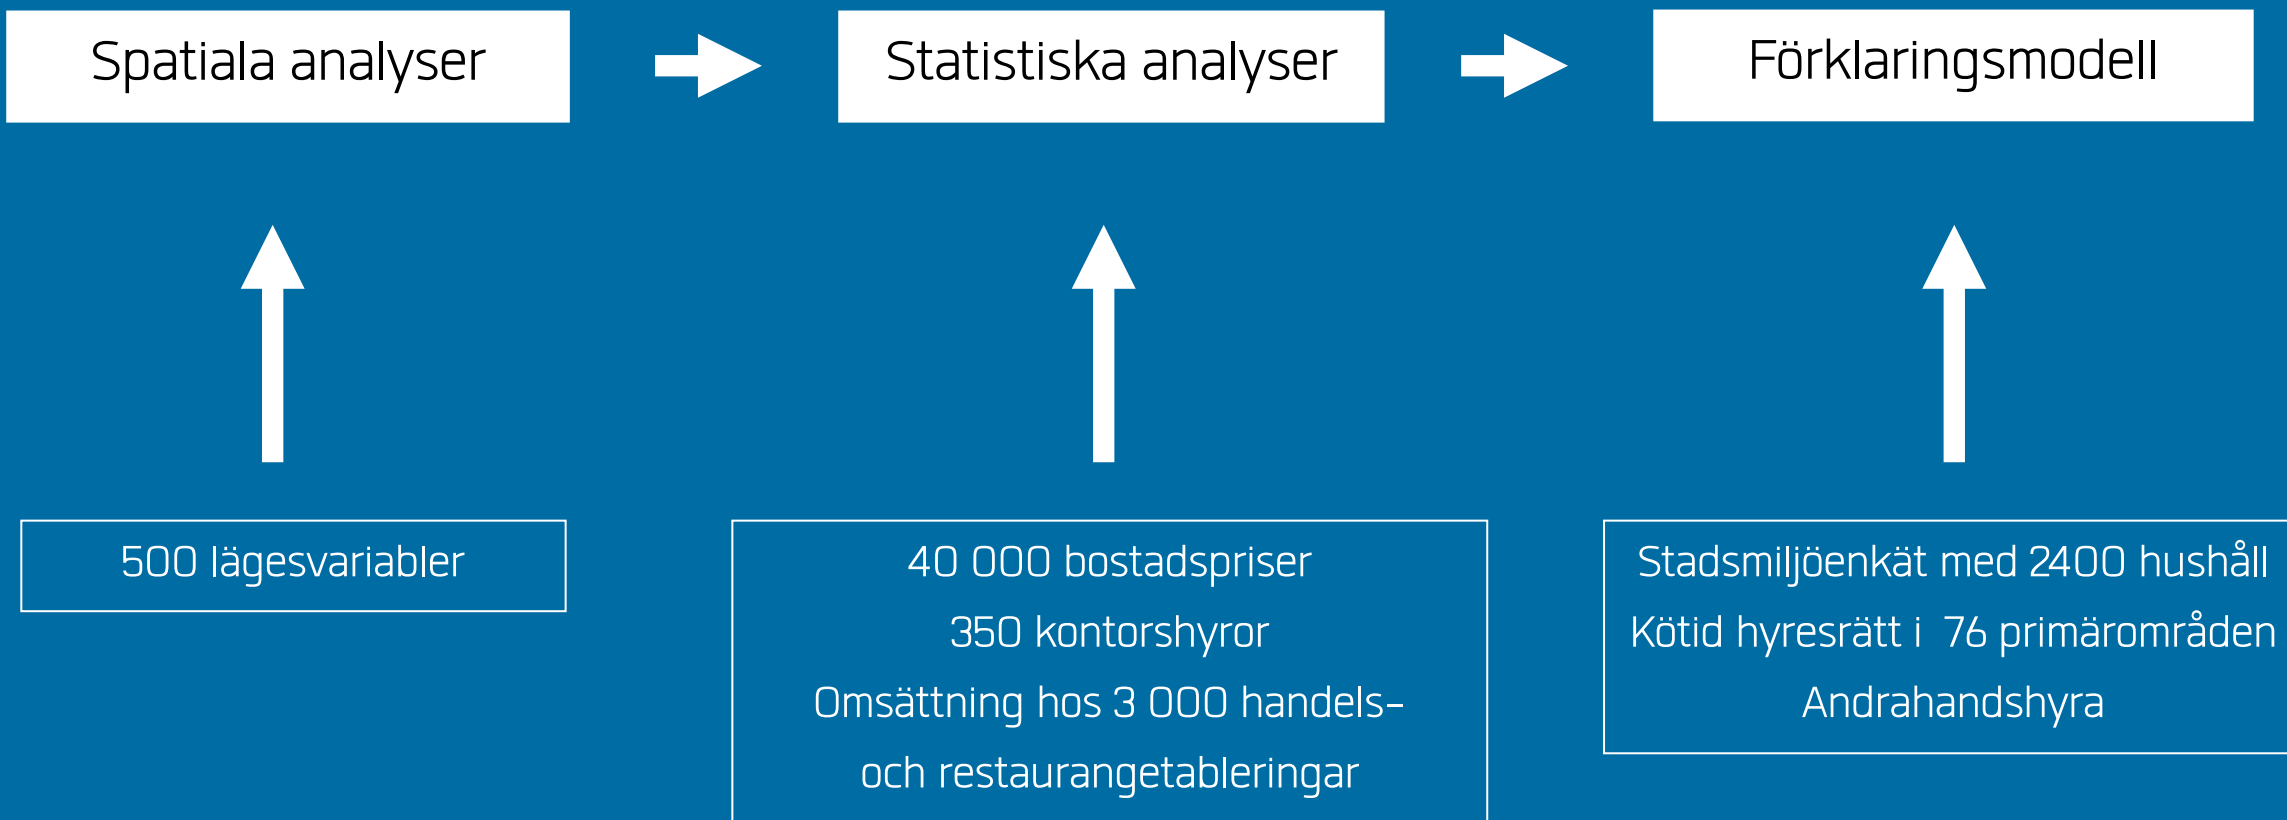 Spatiala analyser
Statistiska analyser
Förklaringsmodell
500 lägesvariabler
40 000 bostadspriser
350 kontorshyror
Omsättning hos 3 000 handels-
och restaurangetableringar
Stadsmiljöenkät med 2400 hushåll
Kötid hyresrätt i 76 primärområden
Andrahandshyra